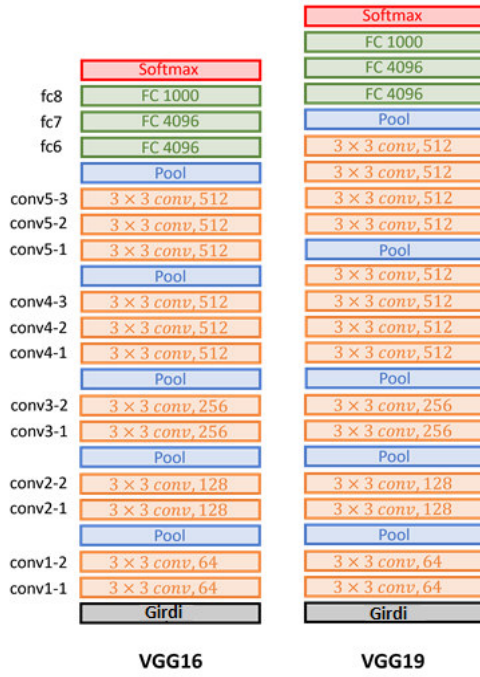 Softmax
FC 1000
FC 4096
FC 4096
Pool
3 × 3 conv, 512
3 × 3 conv, 512
3 × 3 conv, 512
3 × 3 conv, 512
Pool
3 × 3 conv, 512
3 × 3 conv, 512
3 × 3 conv, 512
3 × 3 conv, 512
Pool
3 × 3 conv, 256
3 × 3 conv, 256
Pool
3 × 3 conv, 128
3 × 3 conv, 128
Pool
3 × 3 conv, 64
3 × 3 conv, 64
Girdi
VGG19
Softmax
fc8 FC 1000
fc7 FC 4096
fc6 FC 4096
Pool
conv5-3 3 × 3 conv, 512
conv5-2 3 × 3 conv, 512
conv5-1 3 × 3 conv, 512
Pool
conv4-3 3 × 3 conv, 512
conv4-2 3 × 3 conv, 512
conv4-1 3 × 3 conv, 512
Pool
conv3-2 3 × 3 conv, 256
conv3-1 3 × 3 conv, 256
Pool
conv2-2 3 × 3 conv, 128
conv2-1 3 × 3 conv, 128
Pool
conv1-2 3 × 3 conv, 64
conv1-1 3 × 3 conv, 64
Girdi
VGG16